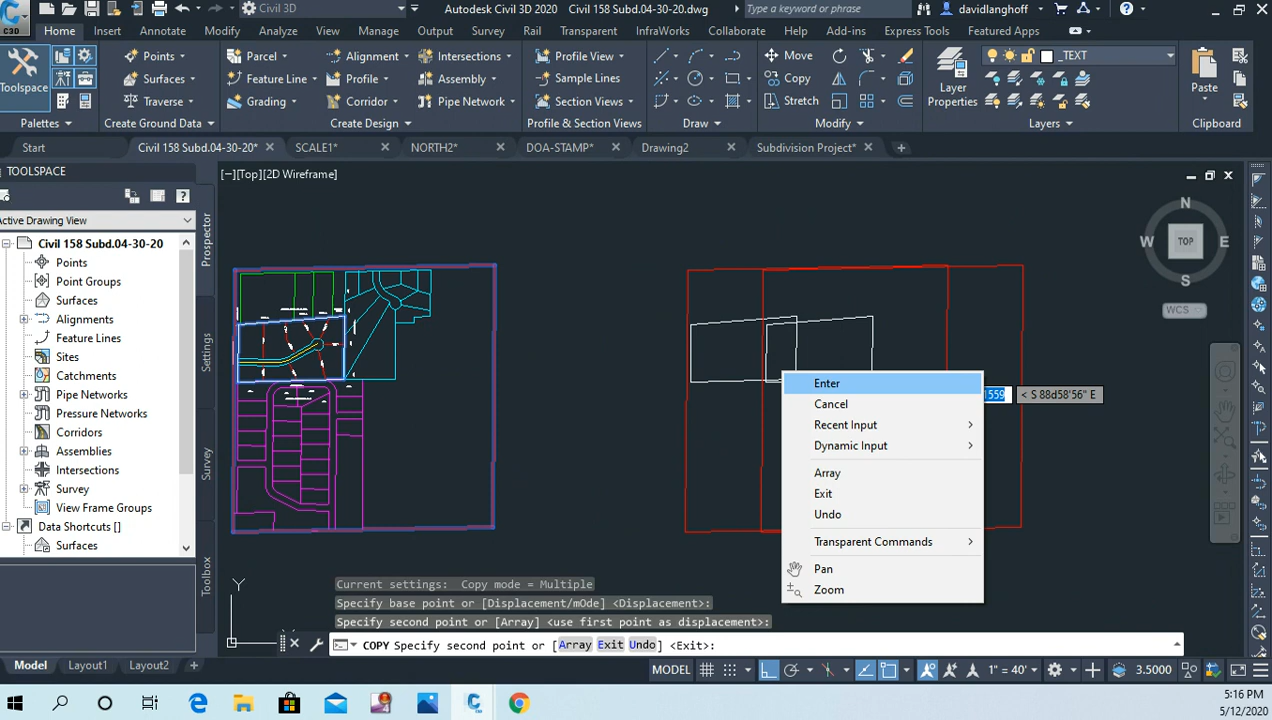 Civil 3D
Autodesk Civil 3D 2020 Civil 158 Subd.04-30-20.dwg
Type a keyword or phrase
davidlanghoff
C3D
Home Insert Annotate Modify Analyze View Manage Output Survey Rail Transparent InfraWorks Collaborate Help Add-ins Express Tools Featured Apps
Toolspace
Palettes
Points
Surfaces
Traverse
Create Ground Data
Parcel
Feature Line
Grading
Alignment
Profile
Corridor
Intersections
Assembly
Pipe Network
Create Design
Profile View
Sample Lines
Section Views
Profile & Section Views
Draw
Move
Copy
Stretch
Modify
Layer
Properties
_TEXT
Layers
Paste
Clipboard
Start Civil 158 Subd.04-30-20* SCALE1* NORTH2* DOA-STAMP* Drawing2 Subdivision Project*
TOOLSPACE
[−][Top][2D Wireframe]
Active Drawing View
Civil 158 Subd.04-30-20
Points
Point Groups
Surfaces
Alignments
Feature Lines
Sites
Catchments
Pipe Networks
Pressure Networks
Corridors
Assemblies
Intersections
Survey
View Frame Groups
Data Shortcuts []
Surfaces
Prospector
Settings
Survey
Toolbox
N
W TOP E
S
WCS
Enter
Cancel
Recent Input
Dynamic Input
Array
Exit
Undo
Transparent Commands
Pan
Zoom
1559 < S 88d58'56" E
Y
Current settings: Copy mode = Multiple
Specify base point or [Displacement/mOde] <Displacement>:
Specify second point or [Array] <use first point as displacement>:
COPY Specify second point or [Array Exit Undo] <Exit>:
Model Layout1 Layout2
MODEL 1" = 40' 3.5000
5:16 PM
5/12/2020